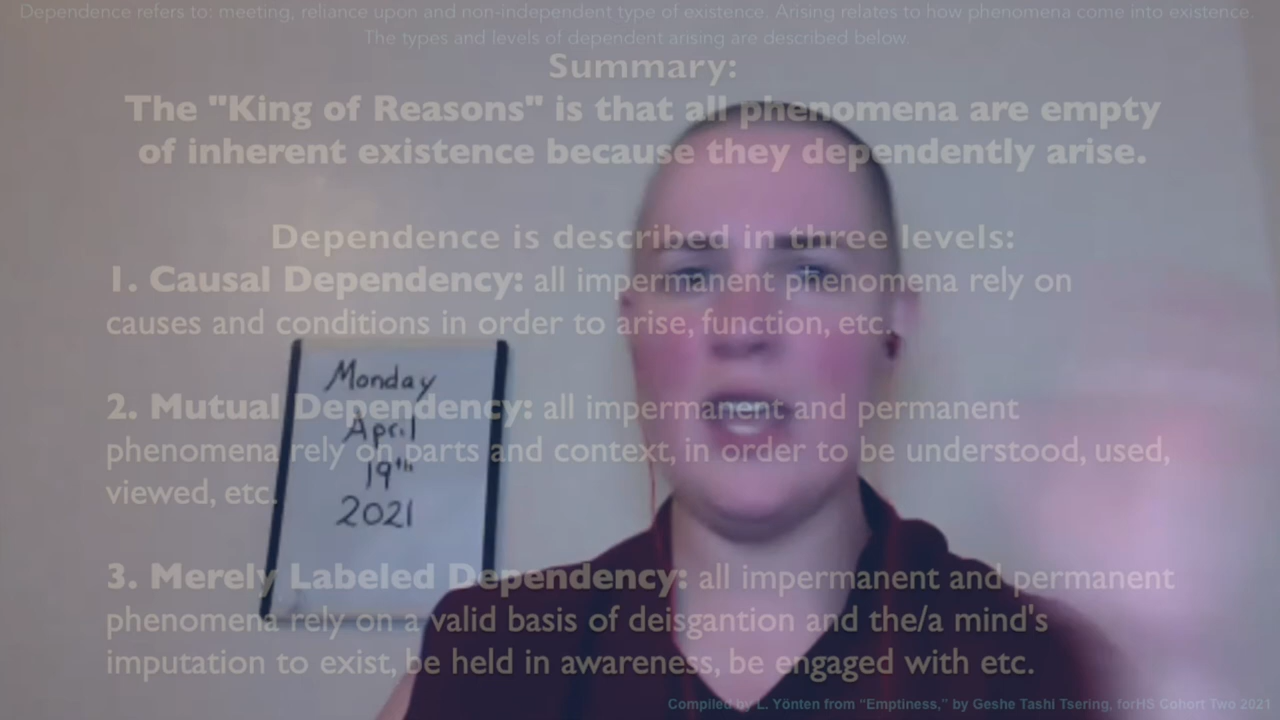 Dependence refers to: meeting, reliance upon and non-independent type of existence. Arising relates to how phenomena come into existence.
The types and levels of dependent arising are described below.
Summary:
The "King of Reasons" is that all phenomena are empty
of inherent existence because they dependently arise.
Dependence is described in three levels:
1. Causal Dependency: all impermanent phenomena rely on
causes and conditions in order to arise, function, etc.
2. Mutual Dependency: all impermanent and permanent
phenomena rely on parts and context, in order to be understood, used,
viewed, etc.
3. Merely Labeled Dependency: all impermanent and permanent
phenomena rely on a valid basis of deisgantion and the/a mind's
imputation to exist, be held in awareness, be engaged with etc.
Monday
April
19th
2021
Compiled by L. Yönten from "Emptiness," by Geshe Tashi Tsering, forHS Cohort Two 2021